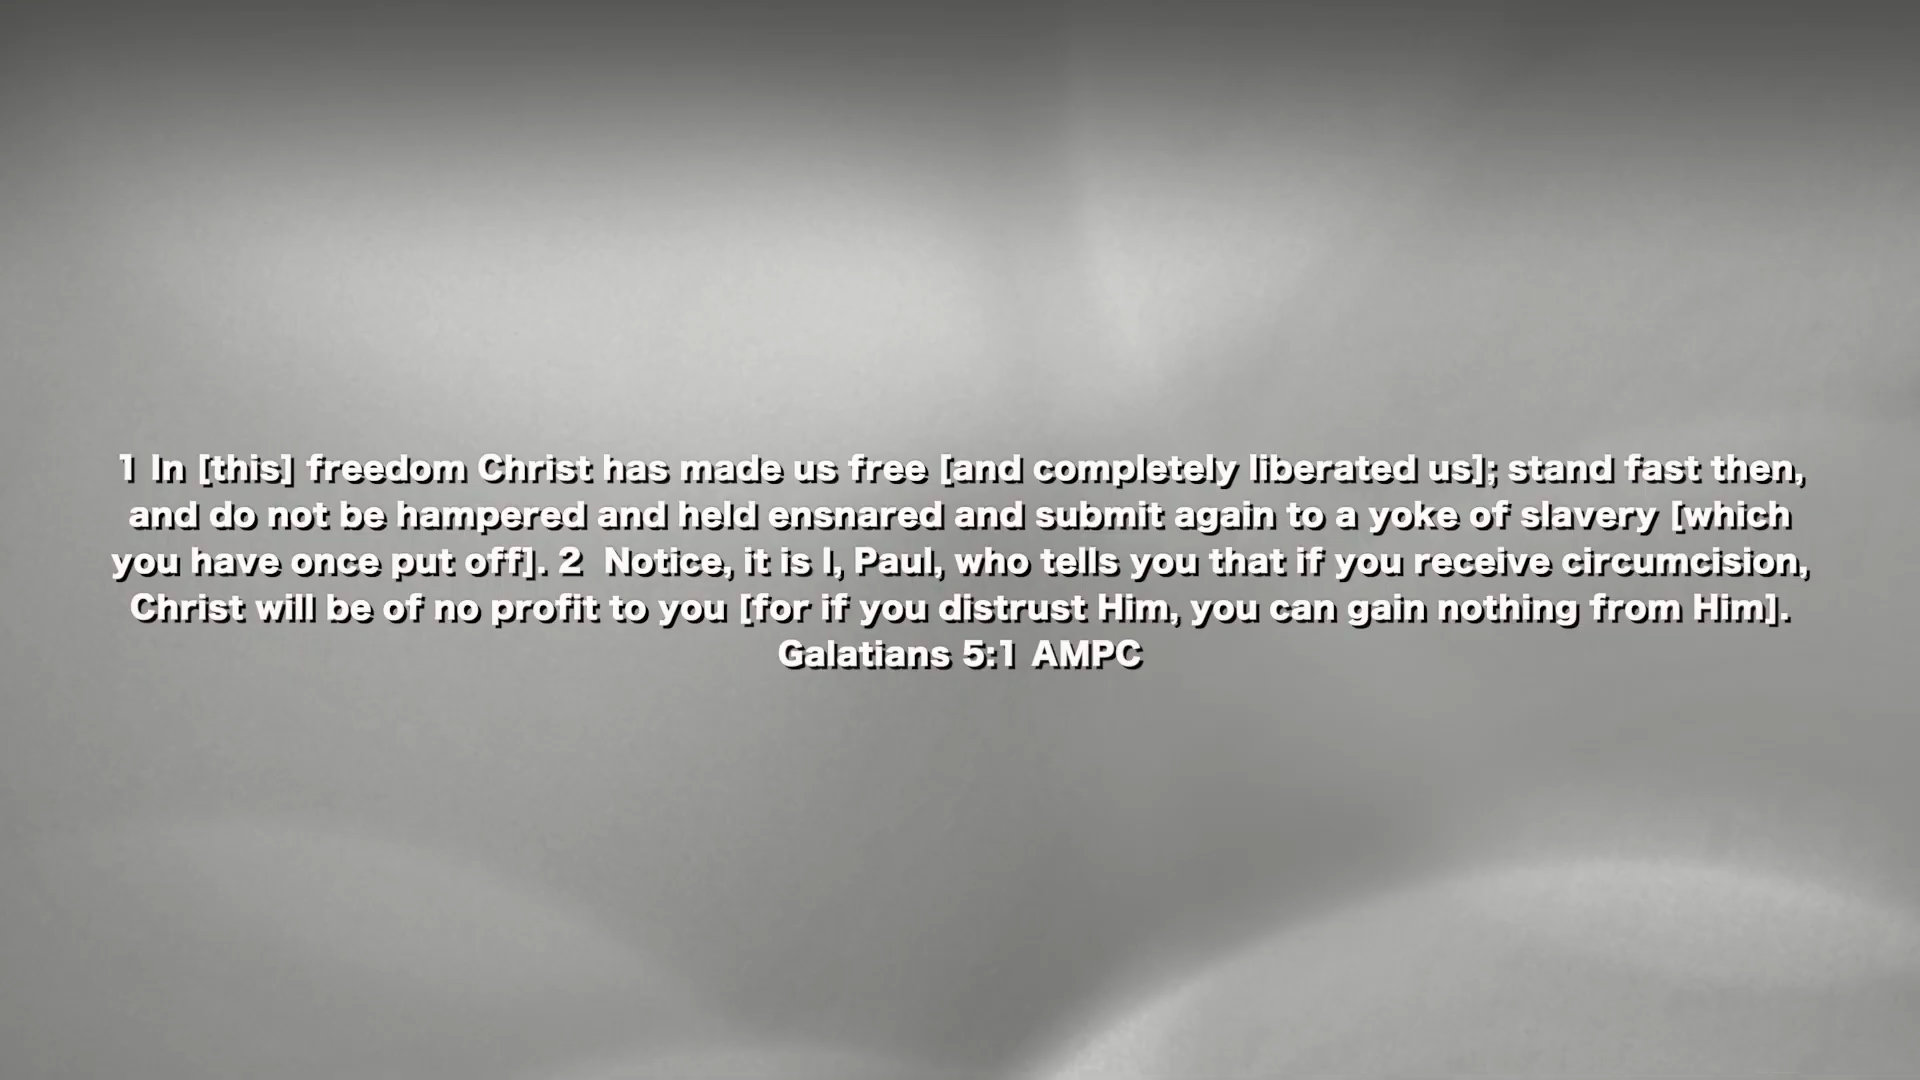 1 In [this] freedom Christ has made us free [and completely liberated us]; stand fast then,
and do not be hampered and held ensnared and submit again to a yoke of slavery [which
you have once put off]. 2  Notice, it is I, Paul, who tells you that if you receive circumcision,
Christ will be of no profit to you [for if you distrust Him, you can gain nothing from Him].
Galatians 5:1 AMPC